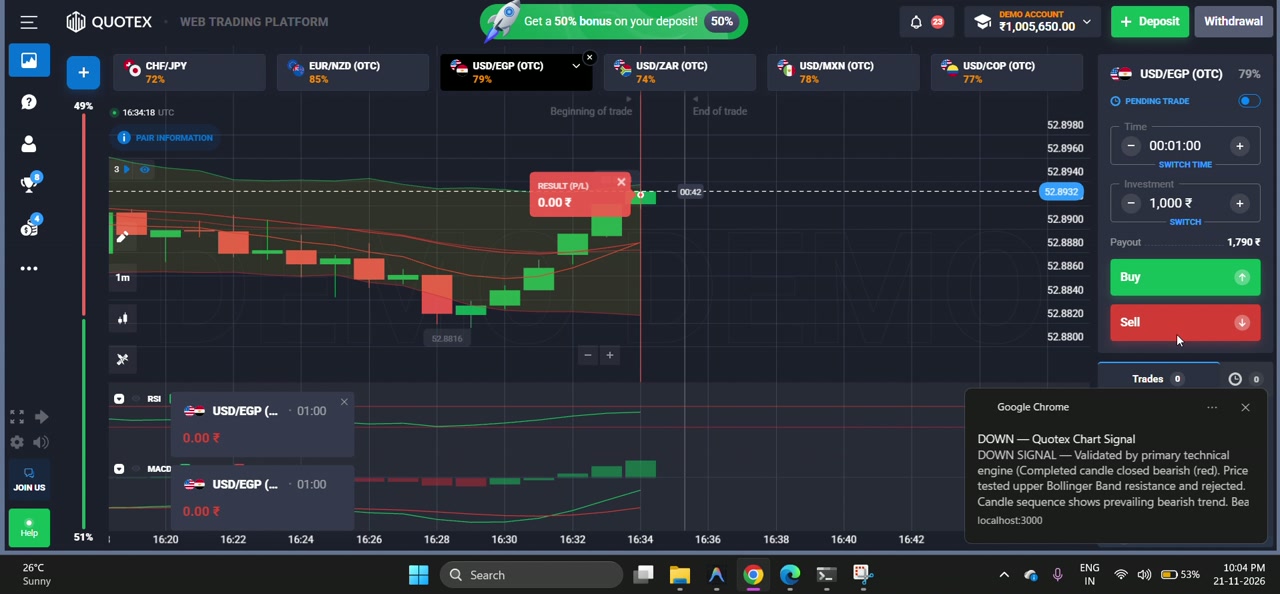 QUOTEX
WEB TRADING PLATFORM
Get a 50% bonus on your deposit!
50%
23
DEMO ACCOUNT
₹1,005,650.00
+ Deposit
Withdrawal
+
CHF/JPY
72%
EUR/NZD (OTC)
85%
USD/EGP (OTC)
79%
USD/ZAR (OTC)
74%
USD/MXN (OTC)
78%
USD/COP (OTC)
77%
49%
16:34:18 UTC
PAIR INFORMATION
3
Beginning of trade
End of trade
52.8980
52.8960
52.8940
52.8932
52.8900
52.8880
52.8860
52.8840
52.8820
52.8800
RESULT (P/L)
0.00 ₹
00:42
1m
52.8816
DEMO DEMO
− +
RSI
MACD
USD/EGP (... · 01:00
0.00 ₹
USD/EGP (... · 01:00
0.00 ₹
51%
16:20
16:22
16:24
16:26
16:28
16:30
16:32
16:34
16:36
16:38
16:40
16:42
8
4
JOIN US
Help
USD/EGP (OTC) 79%
PENDING TRADE
Time
− 00:01:00 +
SWITCH TIME
Investment
− 1,000 ₹ +
SWITCH
Payout 1,790 ₹
Buy
Sell
Trades 0
0
Google Chrome
DOWN — Quotex Chart Signal
DOWN SIGNAL — Validated by primary technical
engine (Completed candle closed bearish (red). Price
tested upper Bollinger Band resistance and rejected.
Candle sequence shows prevailing bearish trend. Bea
localhost:3000
26°C
Sunny
Search
ENG
IN
53%
10:04 PM
21-11-2026